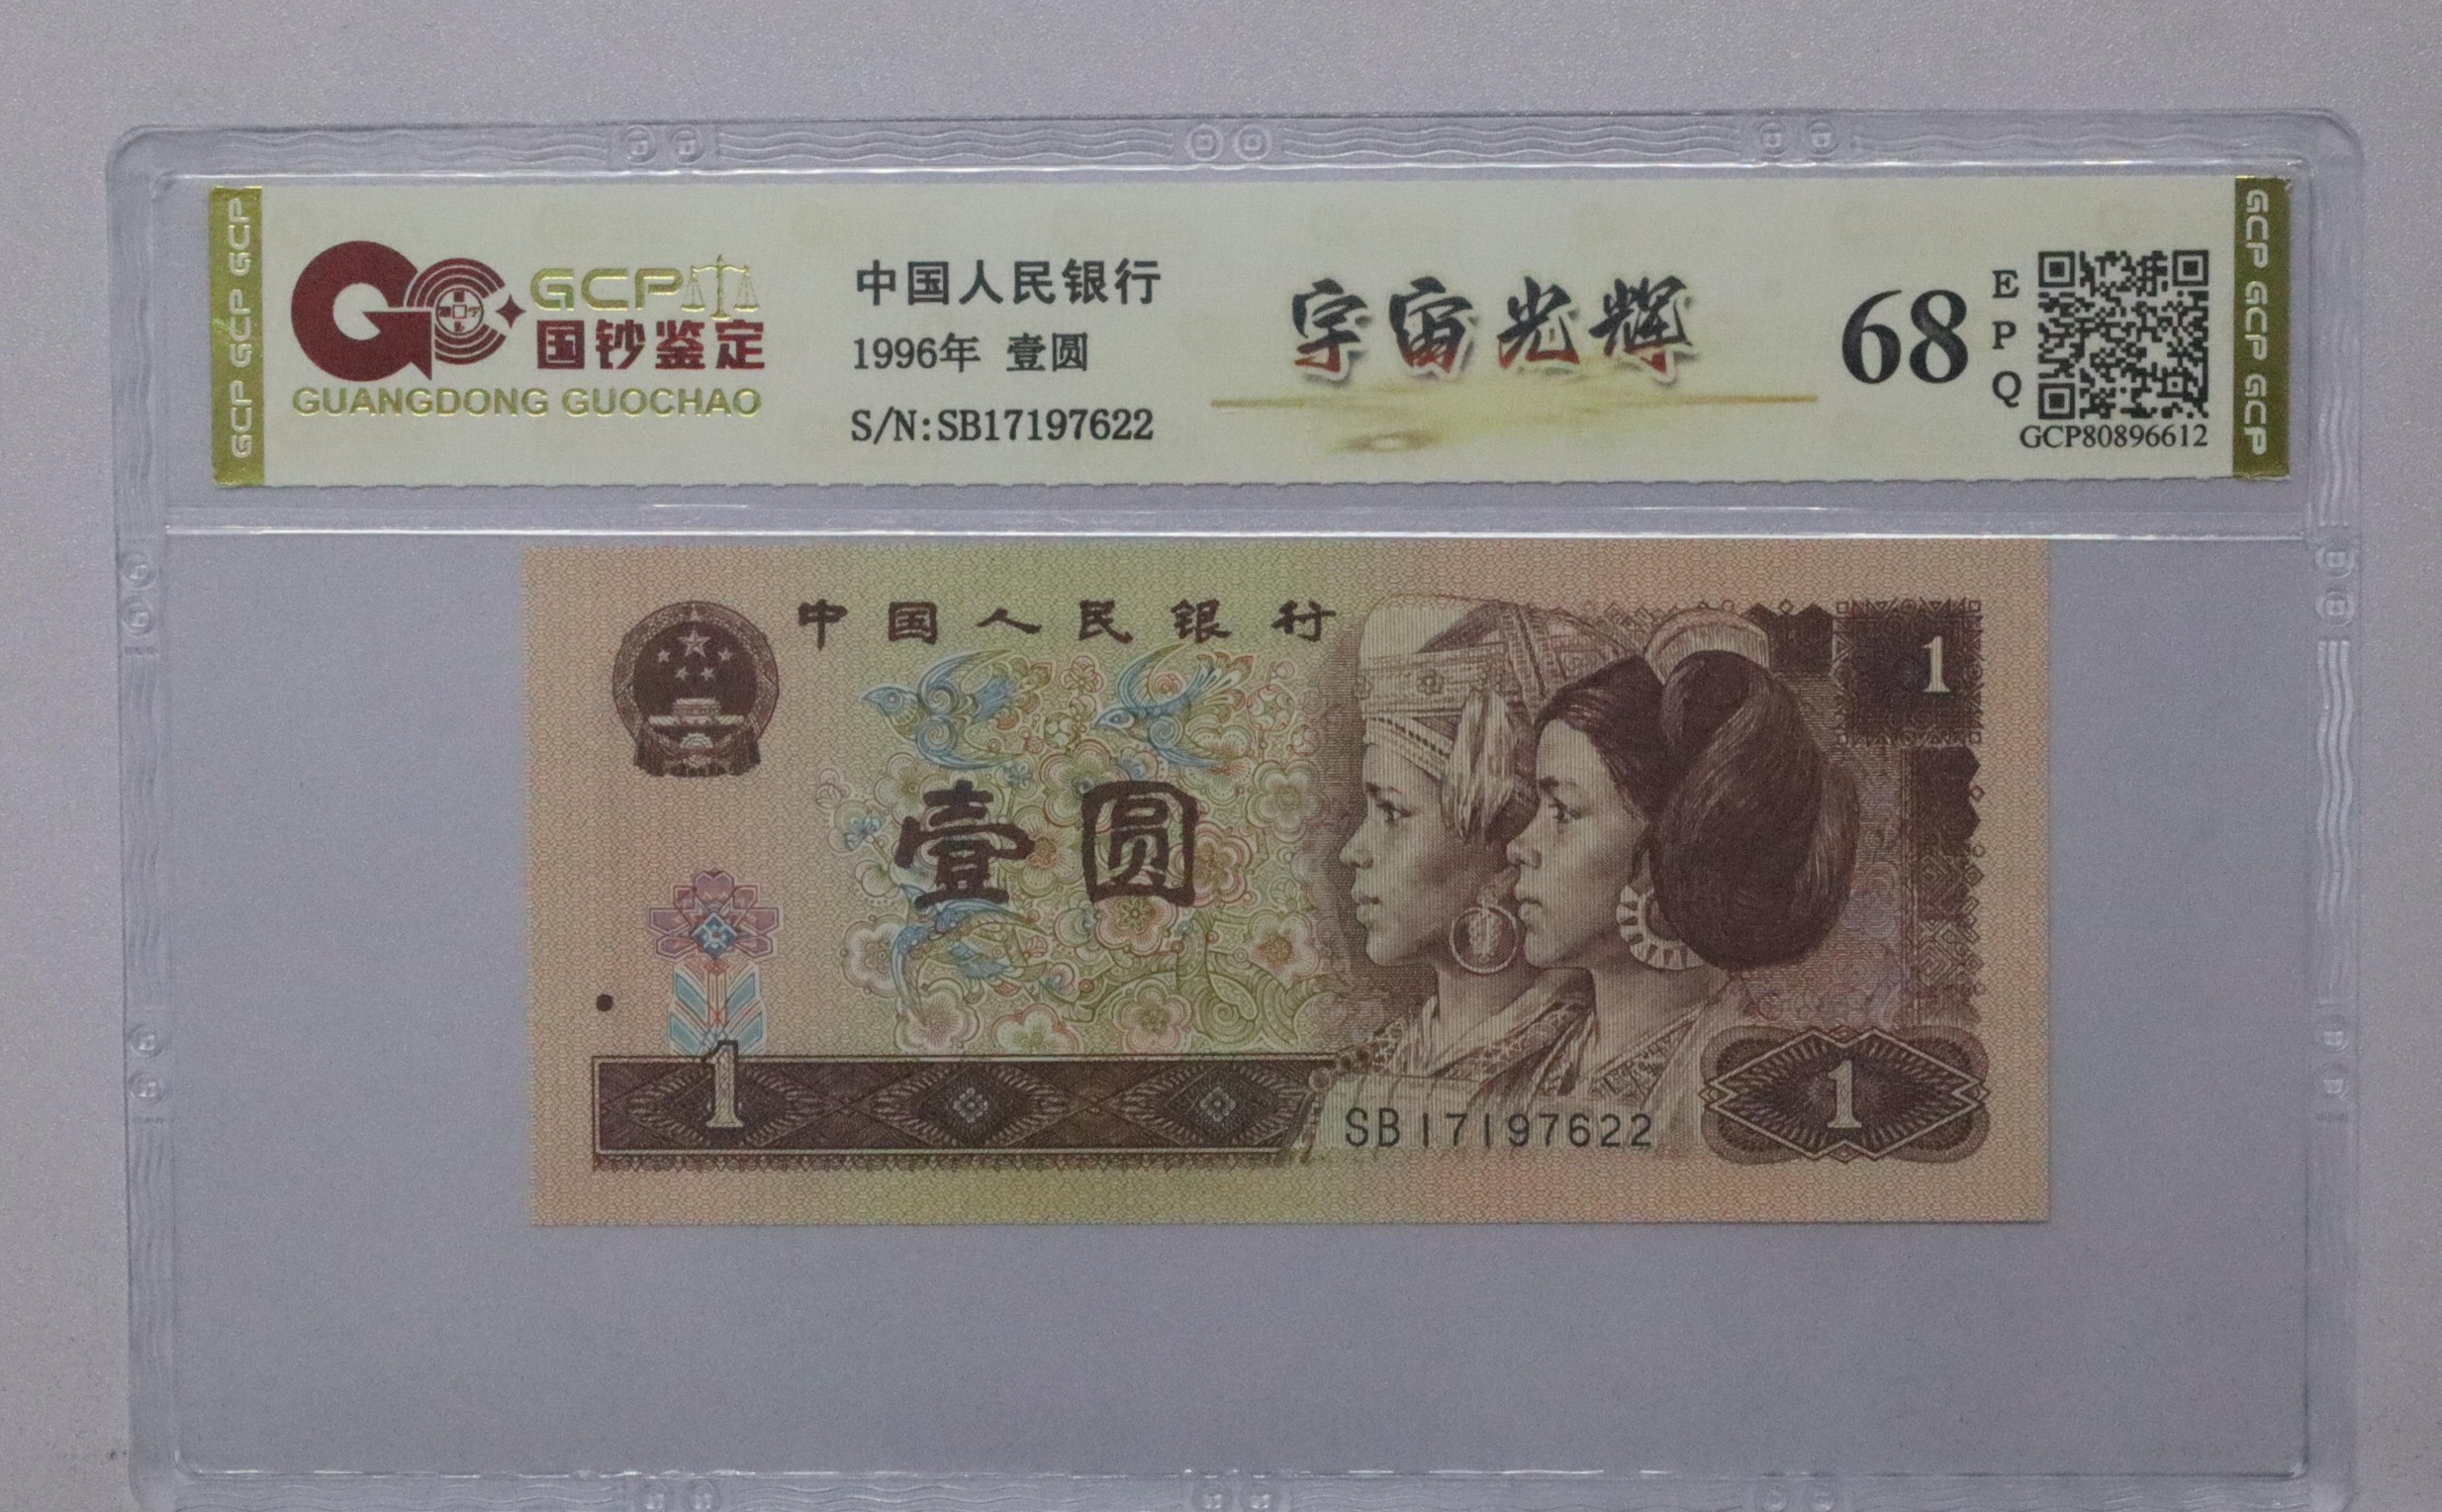 GCP GCP GCP
GCP
国钞鉴定
GUANGDONG GUOCHAO
中国人民银行
1996年 壹圆
S/N:SB17197622
宇宙光辉
68
EPQ
GCP80896612
GCP GCP GCP
中国人民银行
1
壹圆
1
SB17197622
1